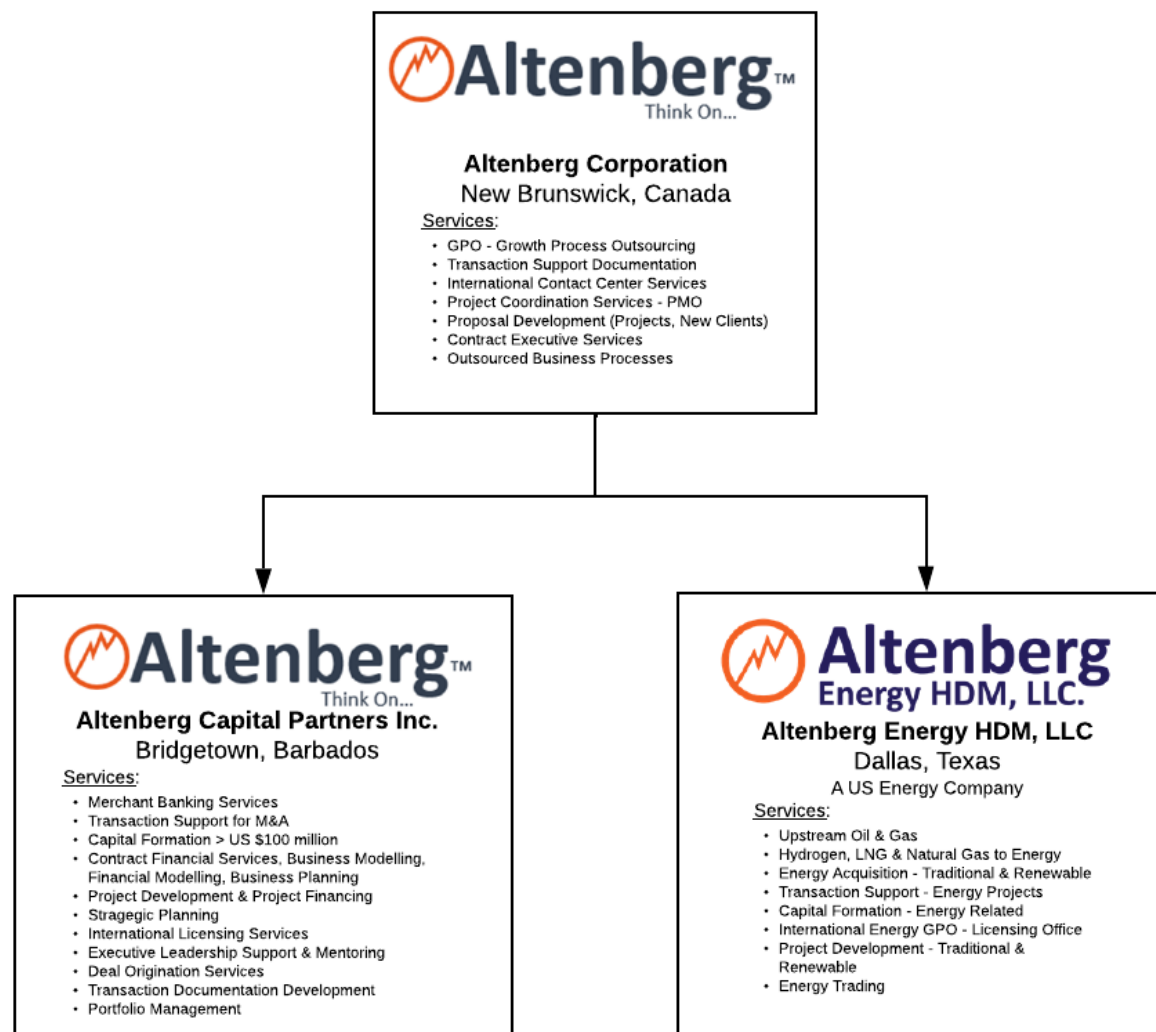 Altenberg™
Think On...
Altenberg Corporation
New Brunswick, Canada
Services:
• GPO - Growth Process Outsourcing
• Transaction Support Documentation
• International Contact Center Services
• Project Coordination Services - PMO
• Proposal Development (Projects, New Clients)
• Contract Executive Services
• Outsourced Business Processes
Altenberg™
Think On...
Altenberg Capital Partners Inc.
Bridgetown, Barbados
Services:
• Merchant Banking Services
• Transaction Support for M&A
• Capital Formation > US $100 million
• Contract Financial Services, Business Modelling,
Financial Modelling, Business Planning
• Project Development & Project Financing
• Stragegic Planning
• International Licensing Services
• Executive Leadership Support & Mentoring
• Deal Origination Services
• Transaction Documentation Development
• Portfolio Management
Altenberg
Energy HDM, LLC.
Altenberg Energy HDM, LLC
Dallas, Texas
A US Energy Company
Services:
• Upstream Oil & Gas
• Hydrogen, LNG & Natural Gas to Energy
• Energy Acquisition - Traditional & Renewable
• Transaction Support - Energy Projects
• Capital Formation - Energy Related
• International Energy GPO - Licensing Office
• Project Development - Traditional &
Renewable
• Energy Trading